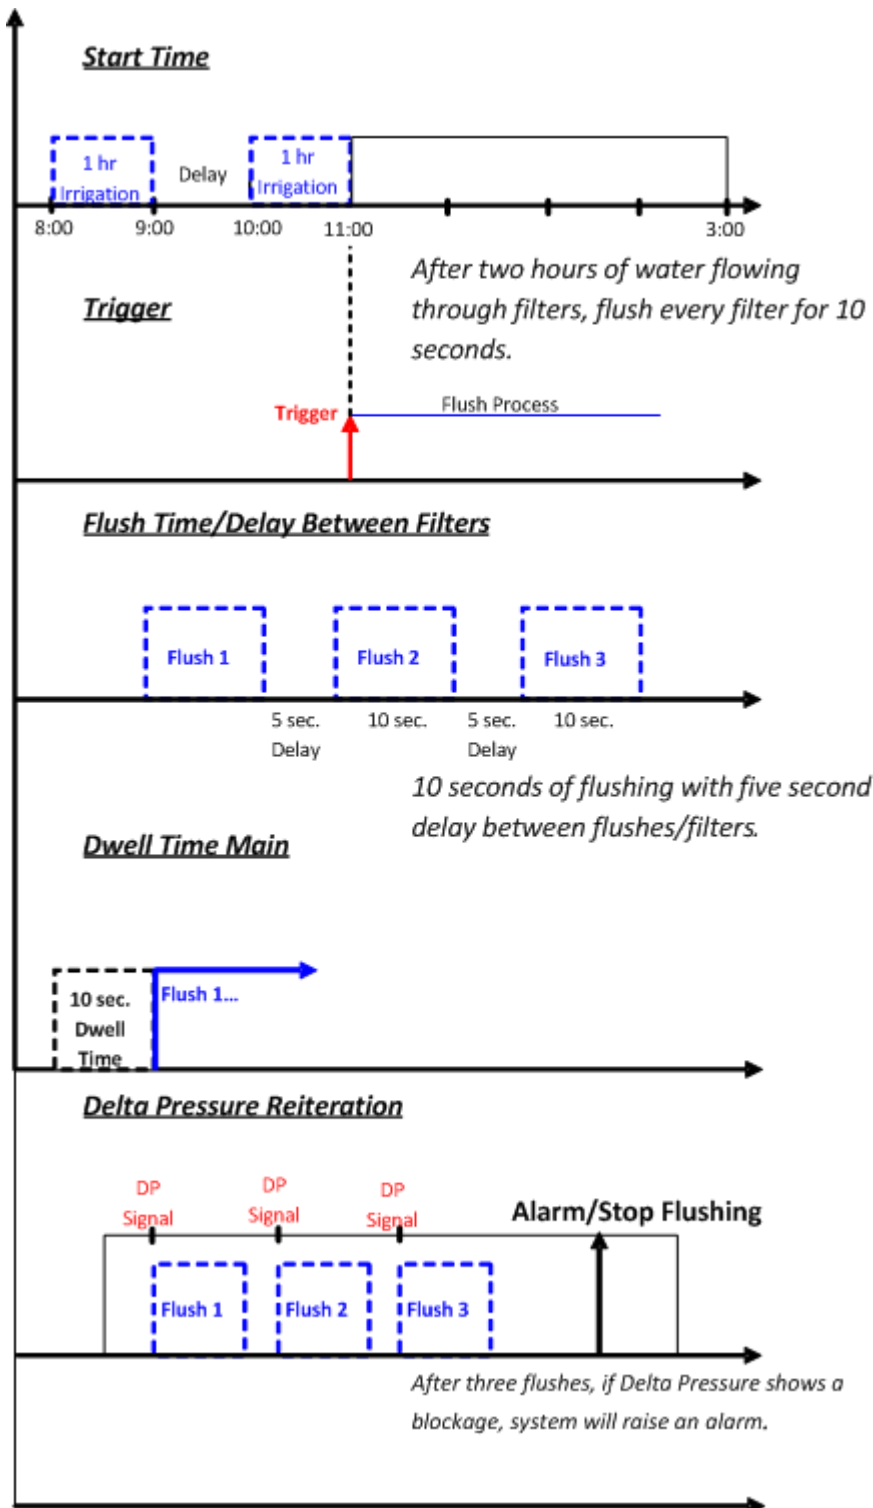 Start Time
1 hr
Irrigation
Delay
1 hr
Irrigation
8:00
9:00
10:00
11:00
3:00
After two hours of water flowing
through filters, flush every filter for 10
seconds.
Trigger
Trigger
Flush Process
Flush Time/Delay Between Filters
Flush 1
Flush 2
Flush 3
5 sec.
Delay
10 sec.
5 sec.
Delay
10 sec.
10 seconds of flushing with five second
delay between flushes/filters.
Dwell Time Main
10 sec.
Dwell
Time
Flush 1...
Delta Pressure Reiteration
DP
Signal
DP
Signal
DP
Signal
Alarm/Stop Flushing
Flush 1
Flush 2
Flush 3
After three flushes, if Delta Pressure shows a
blockage, system will raise an alarm.